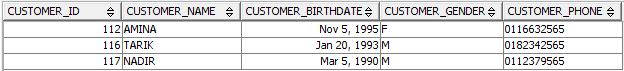 CUSTOMER_ID CUSTOMER_NAME CUSTOMER_BIRTHDATE CUSTOMER_GENDER CUSTOMER_PHONE
112 AMINA Nov 5, 1995 F 0116632565
116 TARIK Jan 20, 1993 M 0182342565
117 NADIR Mar 5, 1990 M 0112379565